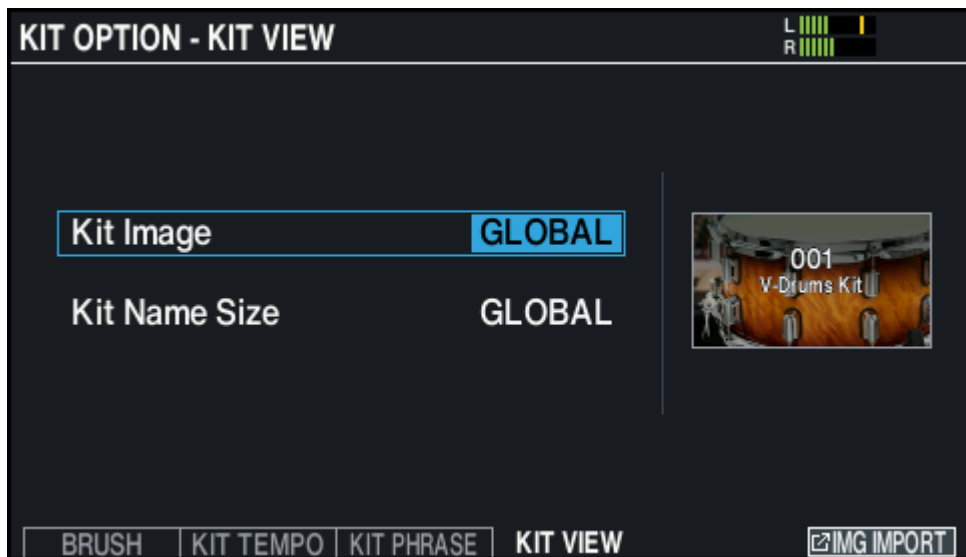 KIT OPTION - KIT VIEW
L
R
Kit Image GLOBAL
Kit Name Size GLOBAL
001
V-Drums Kit
BRUSH KIT TEMPO KIT PHRASE KIT VIEW IMG IMPORT